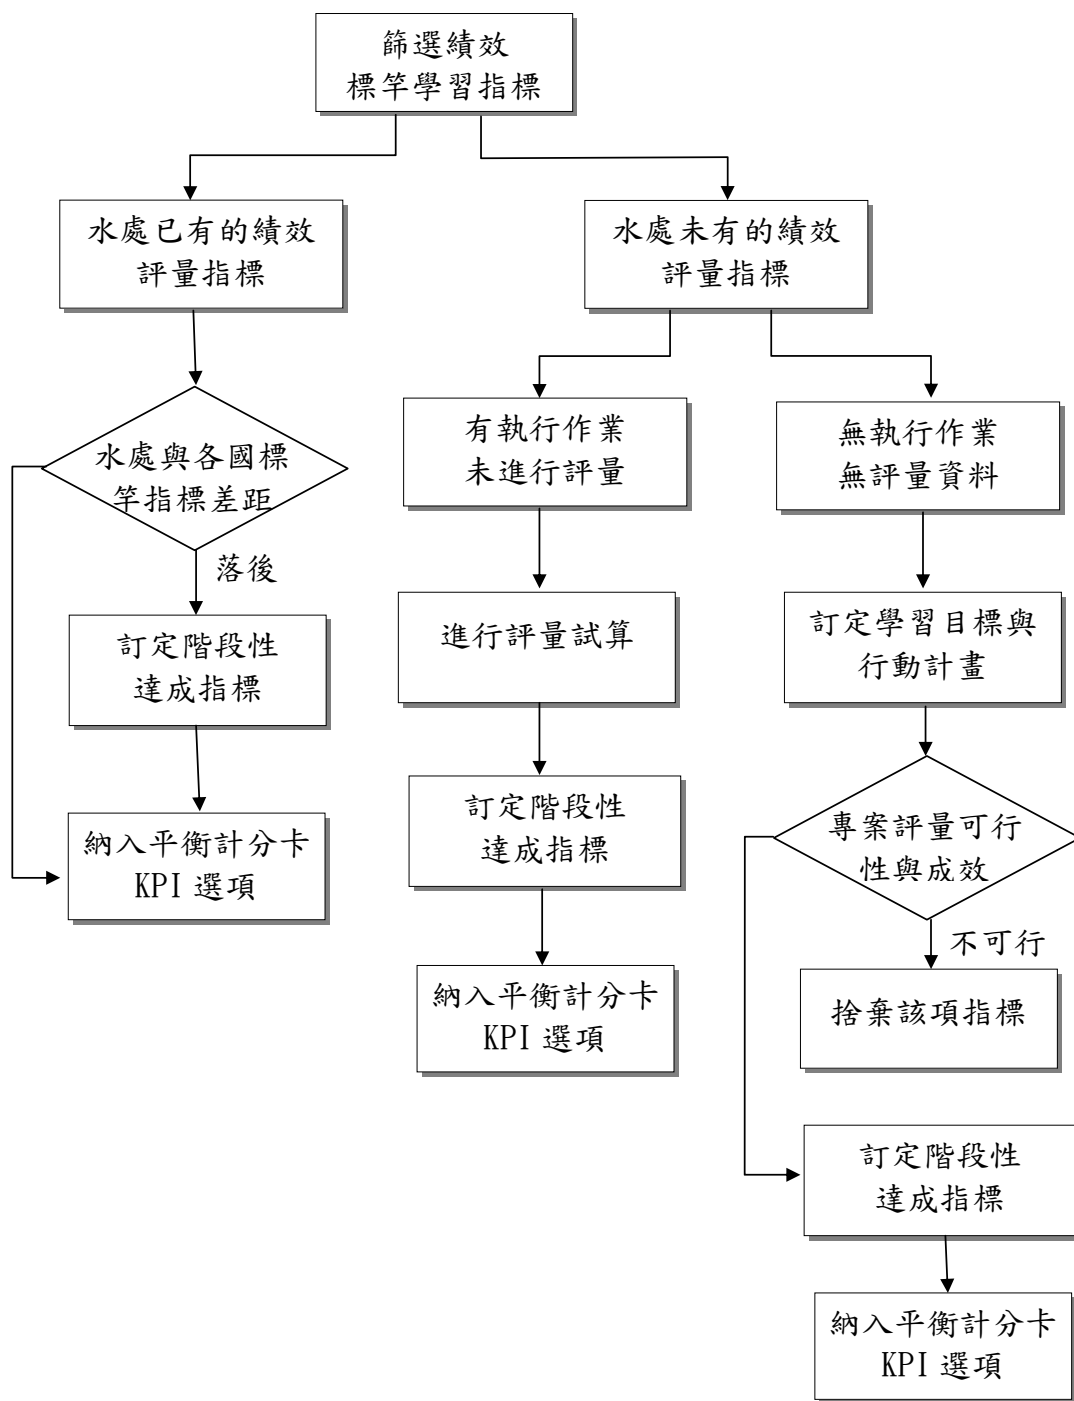 篩選績效
標竿學習指標
水處已有的績效
評量指標
水處未有的績效
評量指標
水處與各國標
竿指標差距
落後
訂定階段性
達成指標
納入平衡計分卡
KPI 選項
有執行作業
未進行評量
進行評量試算
訂定階段性
達成指標
納入平衡計分卡
KPI 選項
無執行作業
無評量資料
訂定學習目標與
行動計畫
專案評量可行
性與成效
不可行
捨棄該項指標
訂定階段性
達成指標
納入平衡計分卡
KPI 選項